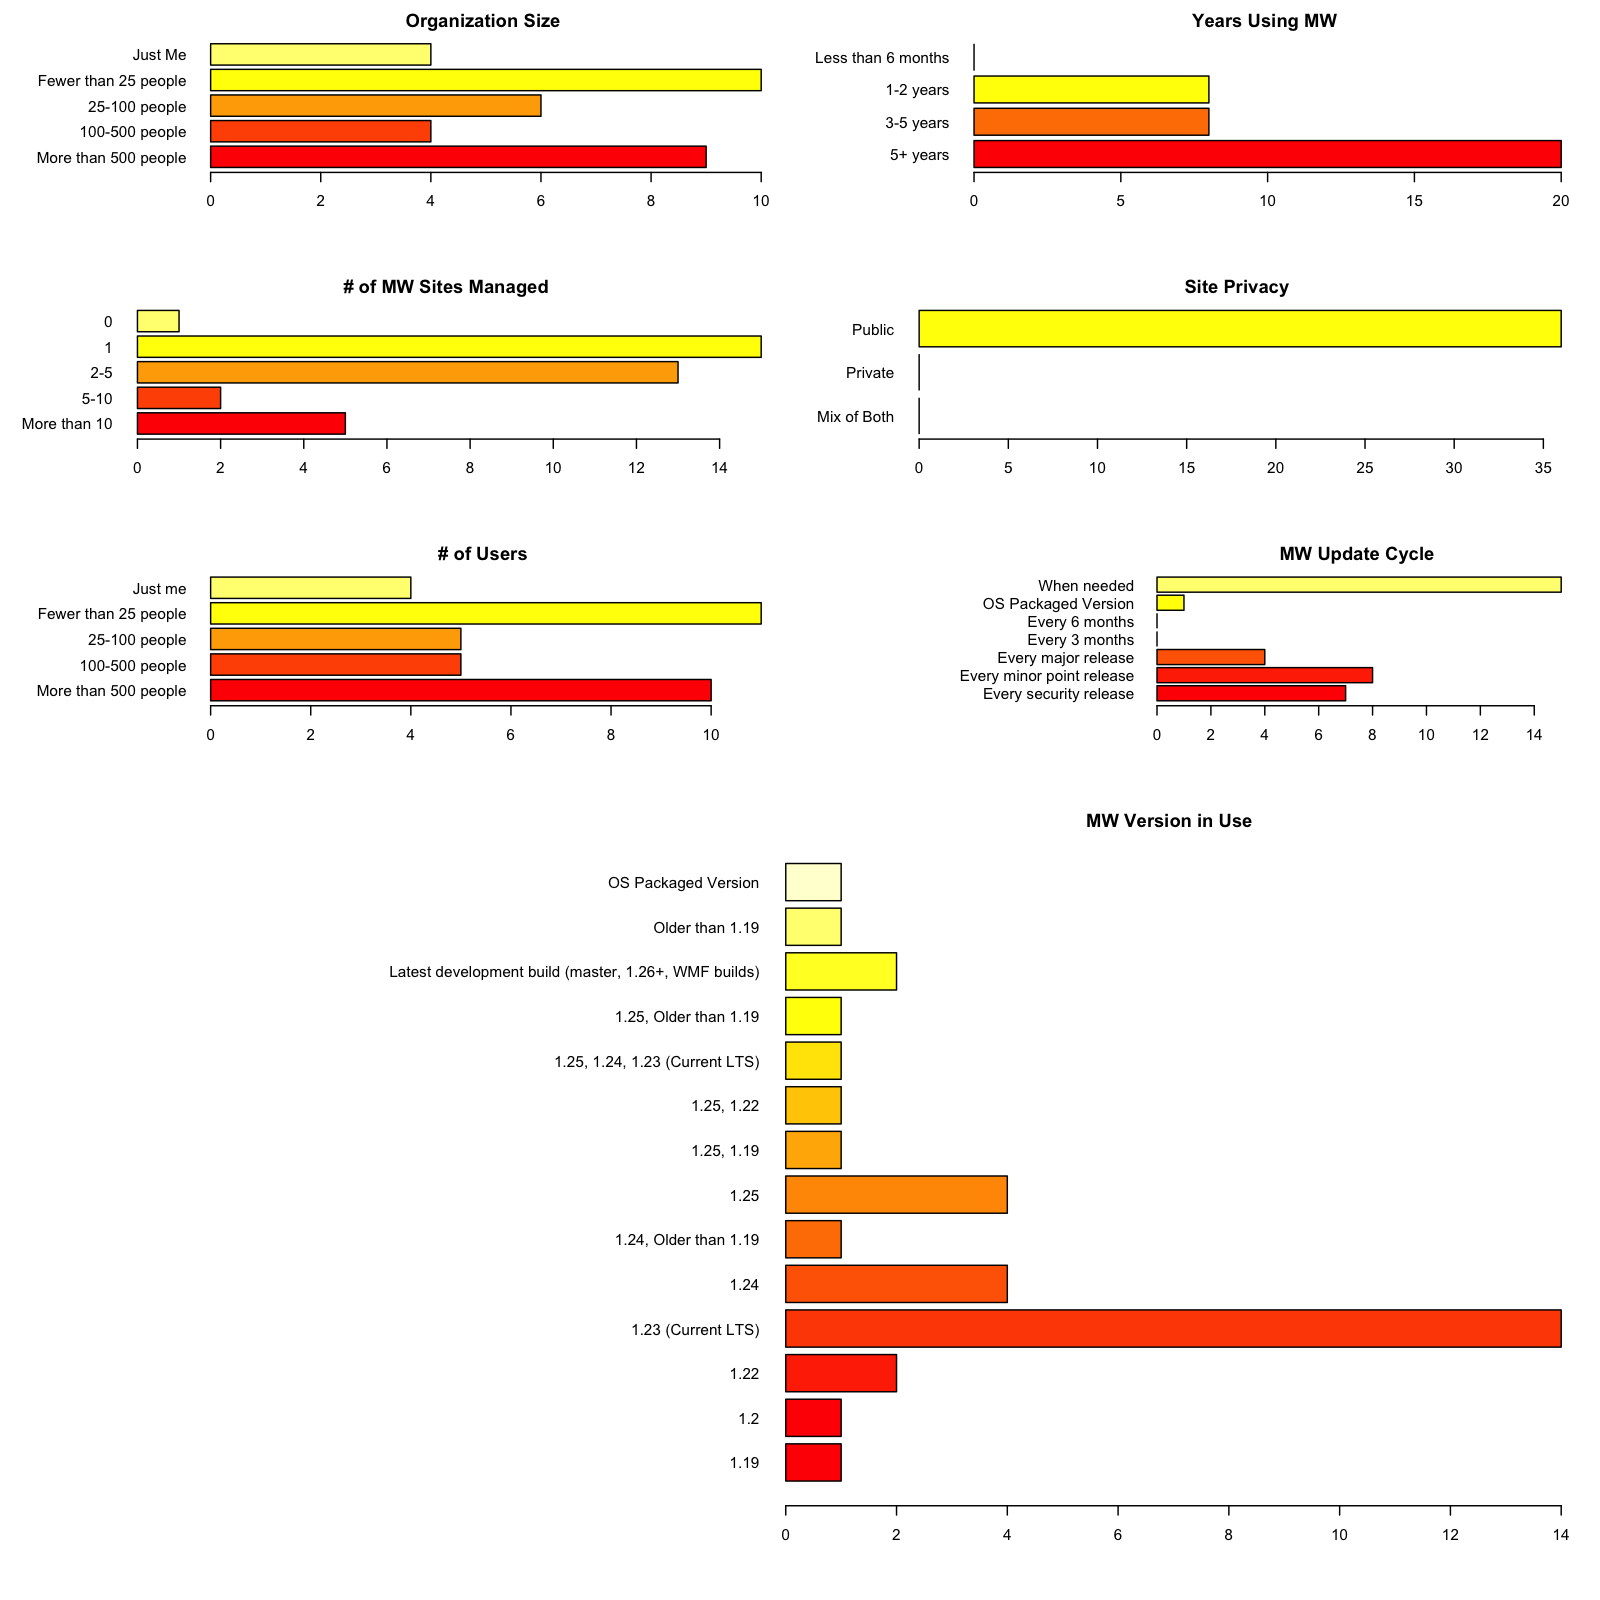 Organization Size
Just Me
Fewer than 25 people
25-100 people
100-500 people
More than 500 people
0 2 4 6 8 10
Years Using MW
Less than 6 months
1-2 years
3-5 years
5+ years
0 5 10 15 20
# of MW Sites Managed
0
1
2-5
5-10
More than 10
0 2 4 6 8 10 12 14
Site Privacy
Public
Private
Mix of Both
0 5 10 15 20 25 30 35
# of Users
Just me
Fewer than 25 people
25-100 people
100-500 people
More than 500 people
0 2 4 6 8 10
MW Update Cycle
When needed
OS Packaged Version
Every 6 months
Every 3 months
Every major release
Every minor point release
Every security release
0 2 4 6 8 10 12 14
MW Version in Use
OS Packaged Version
Older than 1.19
Latest development build (master, 1.26+, WMF builds)
1.25, Older than 1.19
1.25, 1.24, 1.23 (Current LTS)
1.25, 1.22
1.25, 1.19
1.25
1.24, Older than 1.19
1.24
1.23 (Current LTS)
1.22
1.2
1.19
0 2 4 6 8 10 12 14